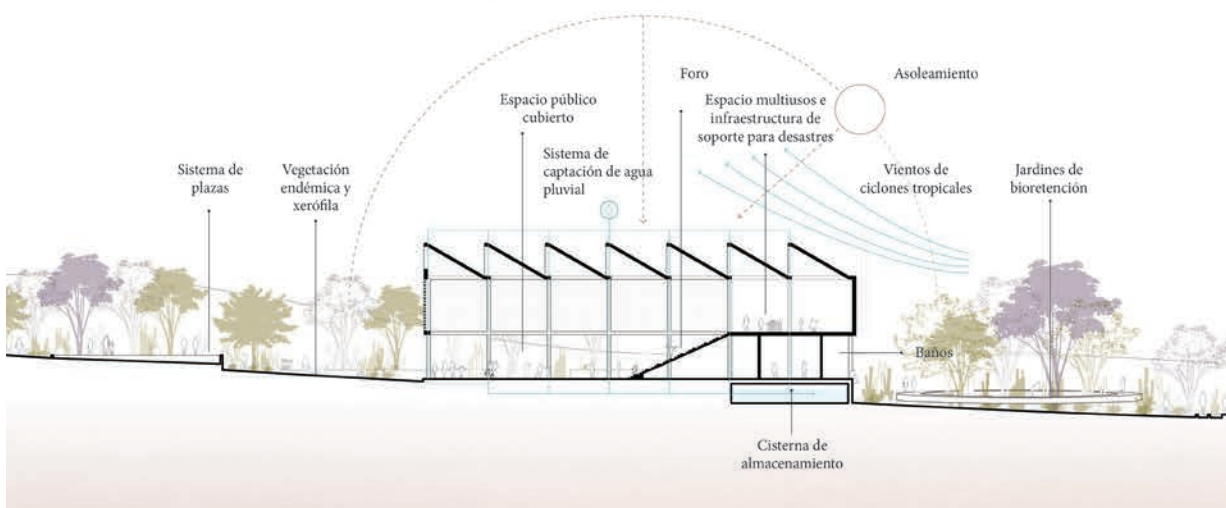 Foro
Asoleamiento
Espacio público
cubierto
Espacio multiusos e
infraestructura de
soporte para desastres
Sistema de
captación de agua
pluvial
Sistema de
plazas
Vegetación
endémica y
xerófila
Vientos de
ciclones tropicales
Jardines de
bioretención
Baños
Cisterna de
almacenamiento